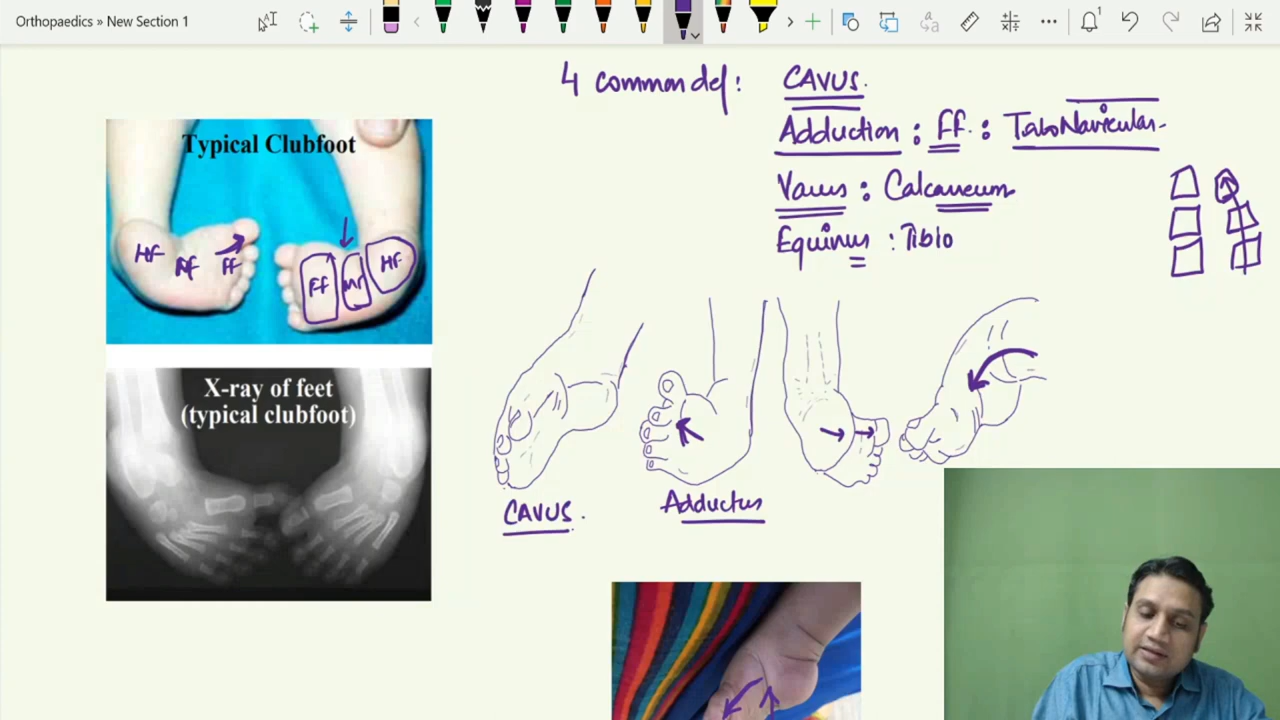 Orthopaedics » New Section 1
4 common def: CAVUS.
Adduction : Ff. : TaloNavicular.
Varus : Calcaneum
Equinus : Tibio
Typical Clubfoot
Hf Mf Ff
Ff Mf Hf
X-ray of feet
(typical clubfoot)
CAVUS.
Adductus